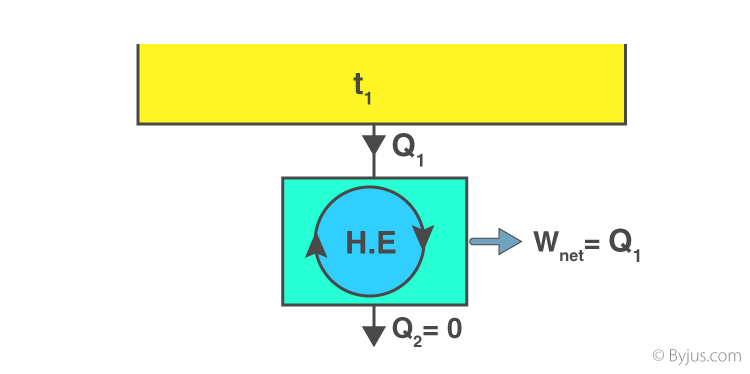 t₁
Q₁
H.E
Wₙₑₜ= Q₁
Q₂= 0
© Byjus.com